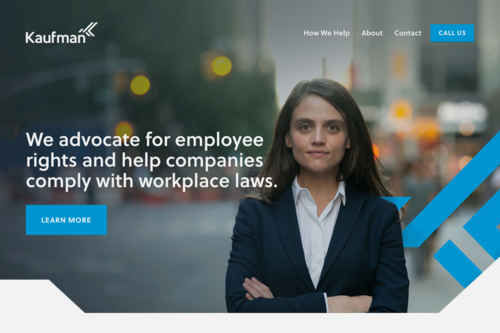 Kaufman
How We Help
About
Contact
CALL US
We advocate for employee
rights and help companies
comply with workplace laws.
LEARN MORE